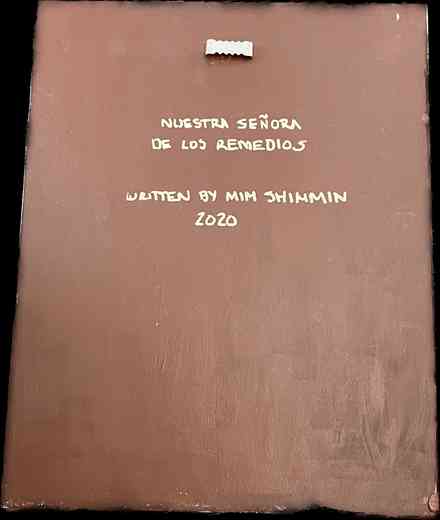 NUESTRA SEÑORA
DE LOS REMEDIOS
WRITTEN BY MIM SHIMMIN
2020